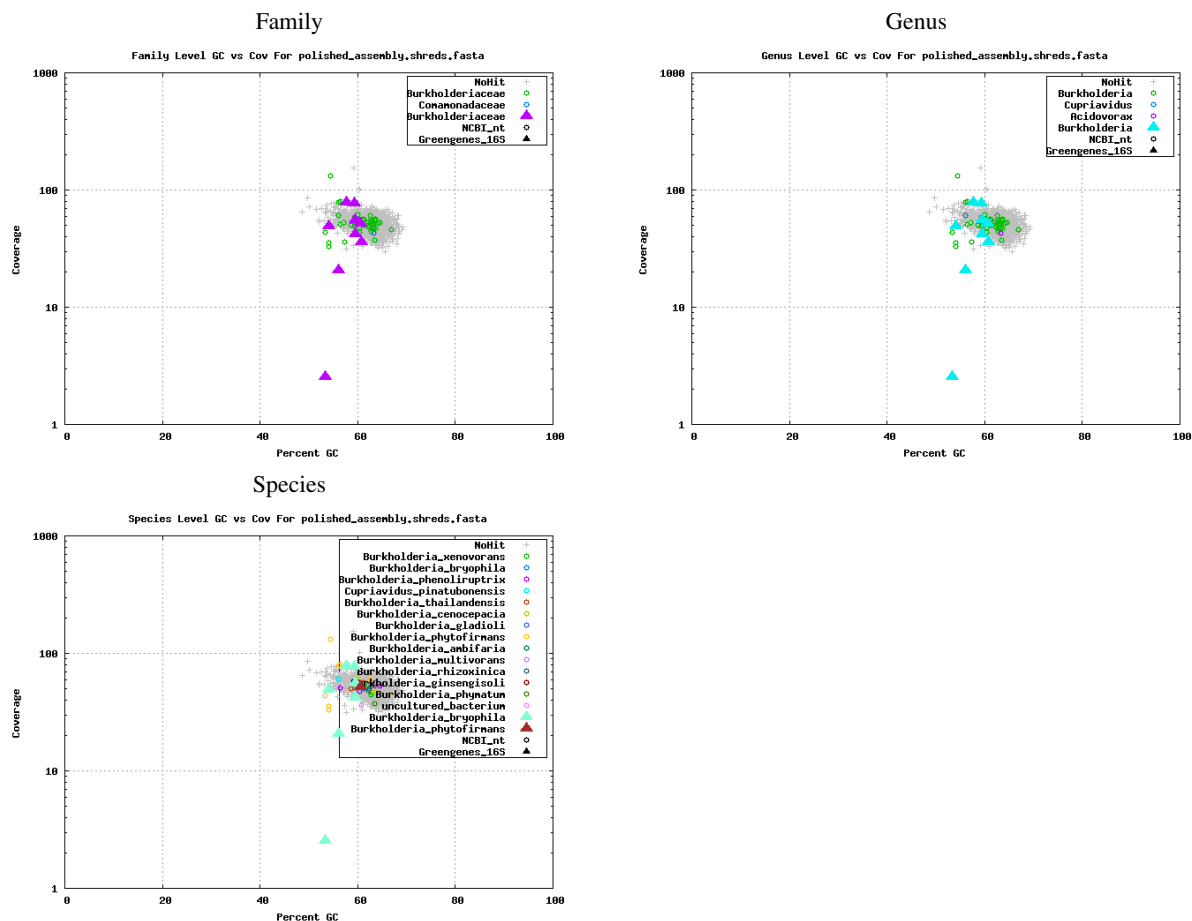 Family
Family Level GC vs Cov For polished_assembly.shreds.fasta
1000
100
10
1
Coverage
NoHit
Burkholderiaceae
Comamonadaceae
Burkholderiaceae
NCBI_nt
Greengenes_16S
0 20 40 60 80 100
Percent GC
Genus
Genus Level GC vs Cov For polished_assembly.shreds.fasta
1000
100
10
1
Coverage
NoHit
Burkholderia
Cupriavidus
Acidovorax
Burkholderia
NCBI_nt
Greengenes_16S
0 20 40 60 80 100
Percent GC
Species
Species Level GC vs Cov For polished_assembly.shreds.fasta
1000
100
10
1
Coverage
NoHit
Burkholderia_xenovorans
Burkholderia_bryophila
Burkholderia_phenoliruptrix
Cupriavidus_pinatubonensis
Burkholderia_thailandensis
Burkholderia_cenocepacia
Burkholderia_gladioli
Burkholderia_phytofirmans
Burkholderia_ambifaria
Burkholderia_multivorans
Burkholderia_rhizoxinica
Burkholderia_ginsengisoli
Burkholderia_phymatum
uncultured_bacterium
Burkholderia_bryophila
Burkholderia_phytofirmans
NCBI_nt
Greengenes_16S
0 20 40 60 80 100
Percent GC